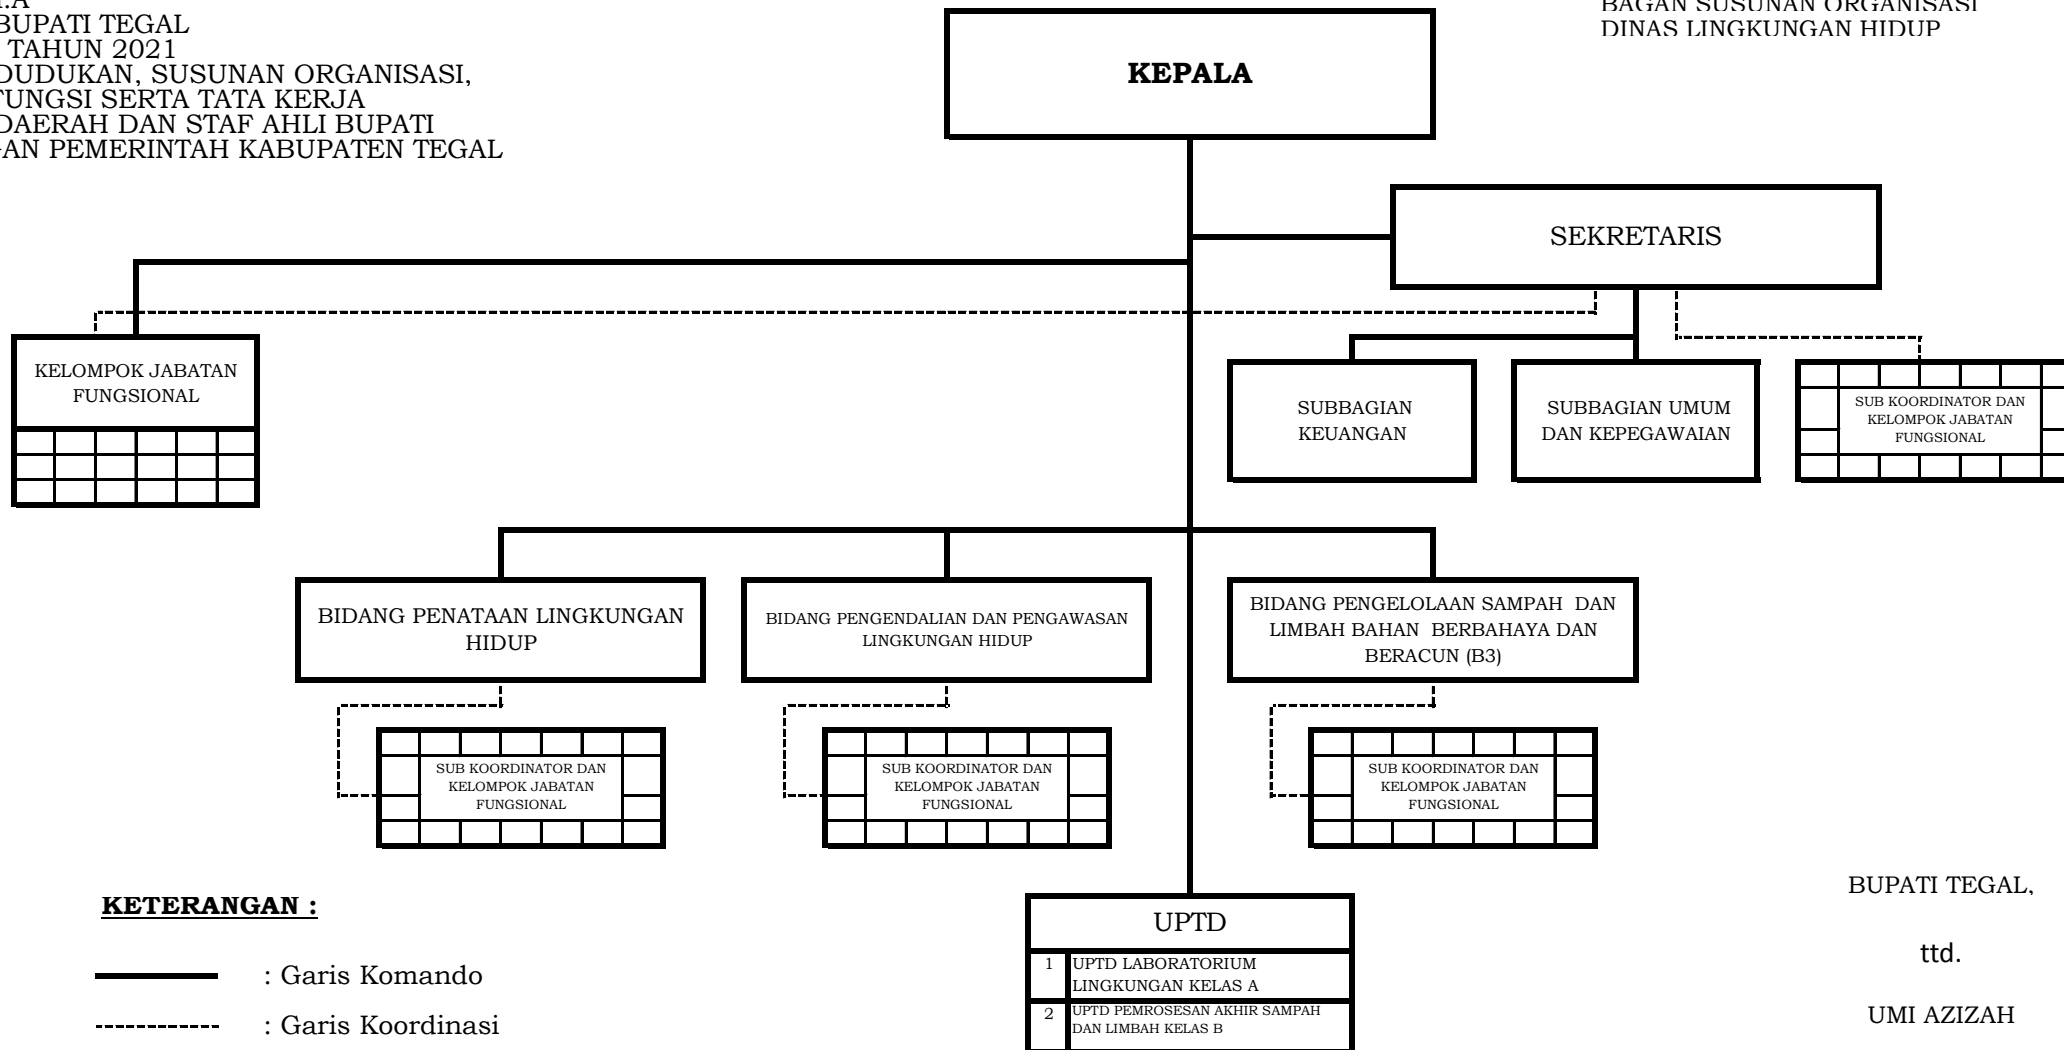 BUPATI TEGAL
TAHUN 2021
DUDUKAN, SUSUNAN ORGANISASI,
FUNGSI SERTA TATA KERJA
DAERAH DAN STAF AHLI BUPATI
GAN PEMERINTAH KABUPATEN TEGAL
BAGAN SUSUNAN ORGANISASI
DINAS LINGKUNGAN HIDUP
KEPALA
SEKRETARIS
KELOMPOK JABATAN
FUNGSIONAL
SUBBAGIAN
KEUANGAN
SUBBAGIAN UMUM
DAN KEPEGAWAIAN
SUB KOORDINATOR DAN
KELOMPOK JABATAN
FUNGSIONAL
BIDANG PENATAAN LINGKUNGAN
HIDUP
BIDANG PENGENDALIAN DAN PENGAWASAN
LINGKUNGAN HIDUP
BIDANG PENGELOLAAN SAMPAH DAN
LIMBAH BAHAN BERBAHAYA DAN
BERACUN (B3)
SUB KOORDINATOR DAN
KELOMPOK JABATAN
FUNGSIONAL
SUB KOORDINATOR DAN
KELOMPOK JABATAN
FUNGSIONAL
SUB KOORDINATOR DAN
KELOMPOK JABATAN
FUNGSIONAL
UPTD
1 UPTD LABORATORIUM
LINGKUNGAN KELAS A
2 UPTD PEMROSESAN AKHIR SAMPAH
DAN LIMBAH KELAS B
KETERANGAN :
: Garis Komando
: Garis Koordinasi
BUPATI TEGAL,
ttd.
UMI AZIZAH